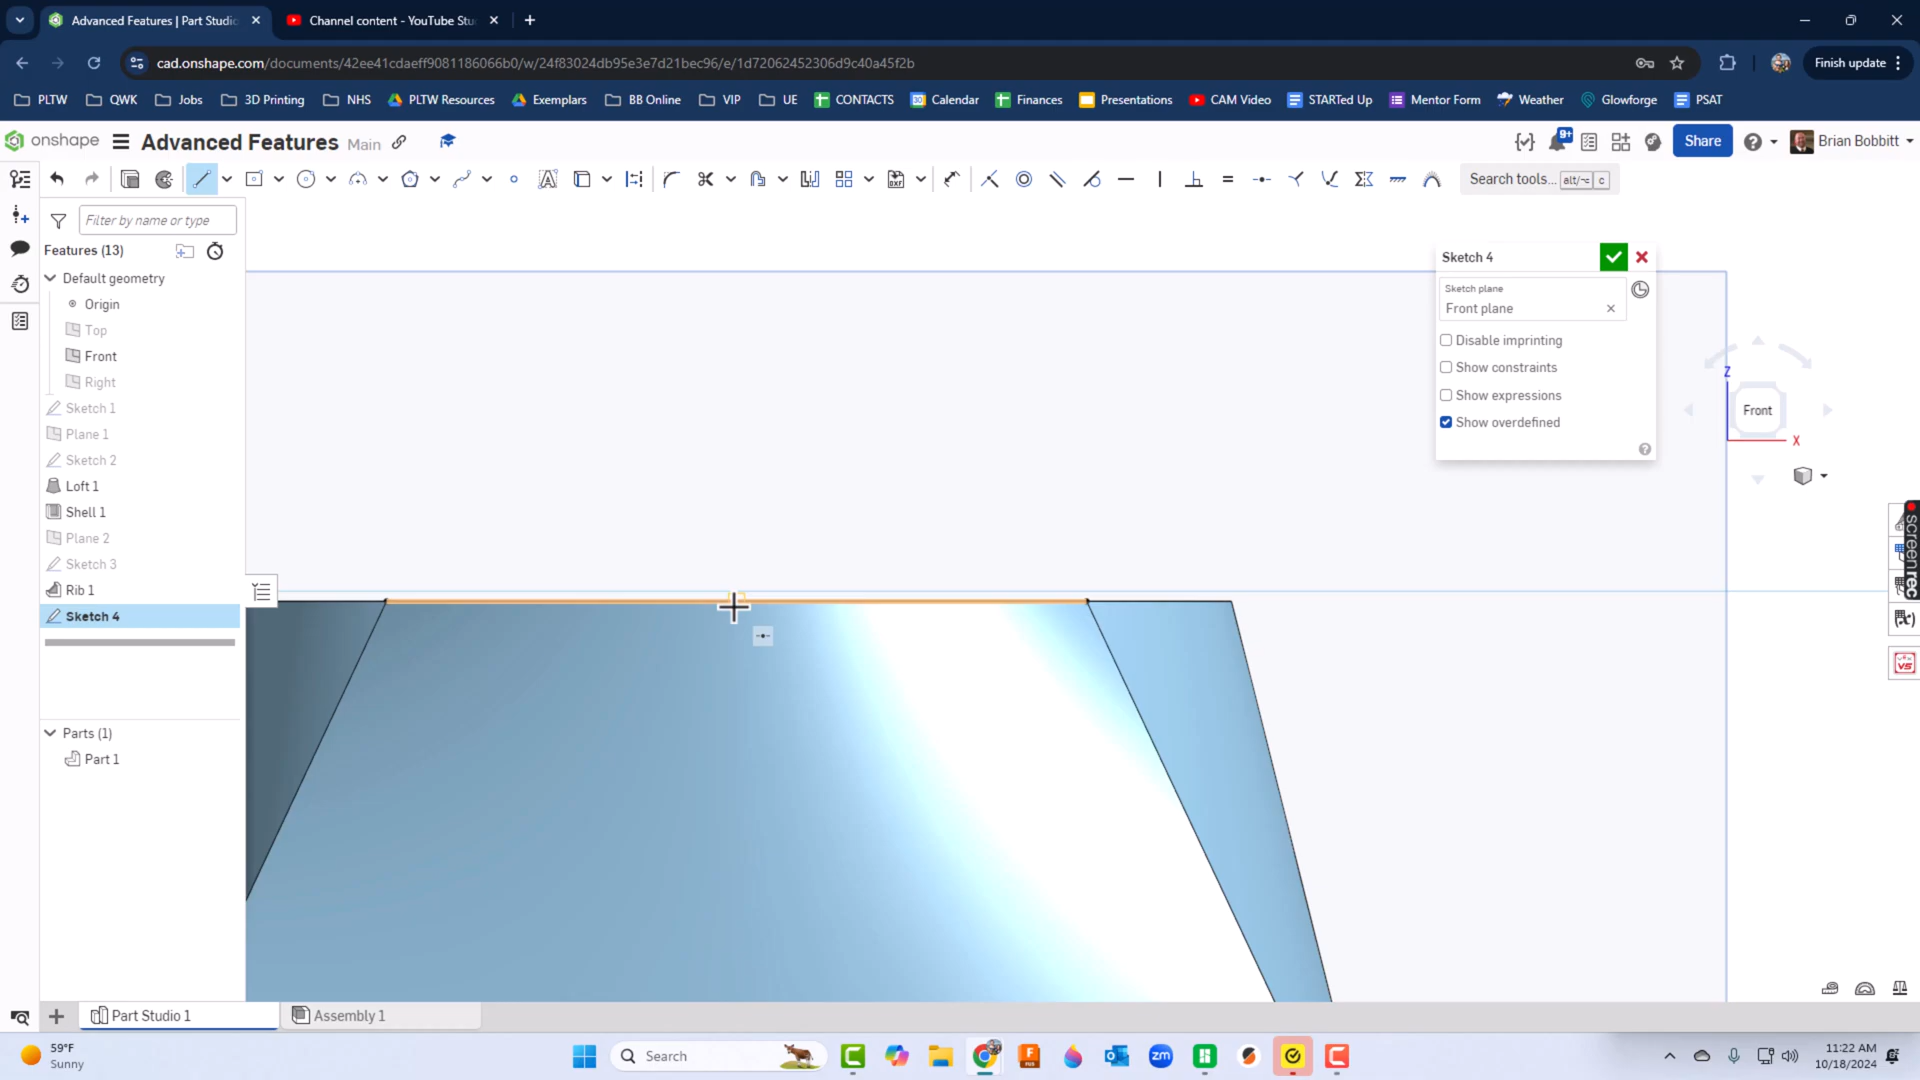 Advanced Features | Part Studio
Channel content - YouTube Stu
cad.onshape.com/documents/42ee41cdaeff9081186066b0/w/24f83024db95e3e7d21bec96/e/1d72062452306d9c40a45f2b
Finish update
PLTW
QWK
Jobs
3D Printing
NHS
PLTW Resources
Exemplars
BB Online
VIP
UE
CONTACTS
Calendar
Finances
Presentations
CAM Video
STARTed Up
Mentor Form
Weather
Glowforge
PSAT
onshape
Advanced Features
Main
9+
Share
Brian Bobbitt
Search tools... alt/⌥ c
Filter by name or type
Features (13)
Default geometry
Origin
Top
Front
Right
Sketch 1
Plane 1
Sketch 2
Loft 1
Shell 1
Plane 2
Sketch 3
Rib 1
Sketch 4
Parts (1)
Part 1
Sketch 4
Sketch plane
Front plane
Disable imprinting
Show constraints
Show expressions
Show overdefined
Z
Front
X
screenrec
Part Studio 1
Assembly 1
59°F
Sunny
Search
zm
11:22 AM
10/18/2024